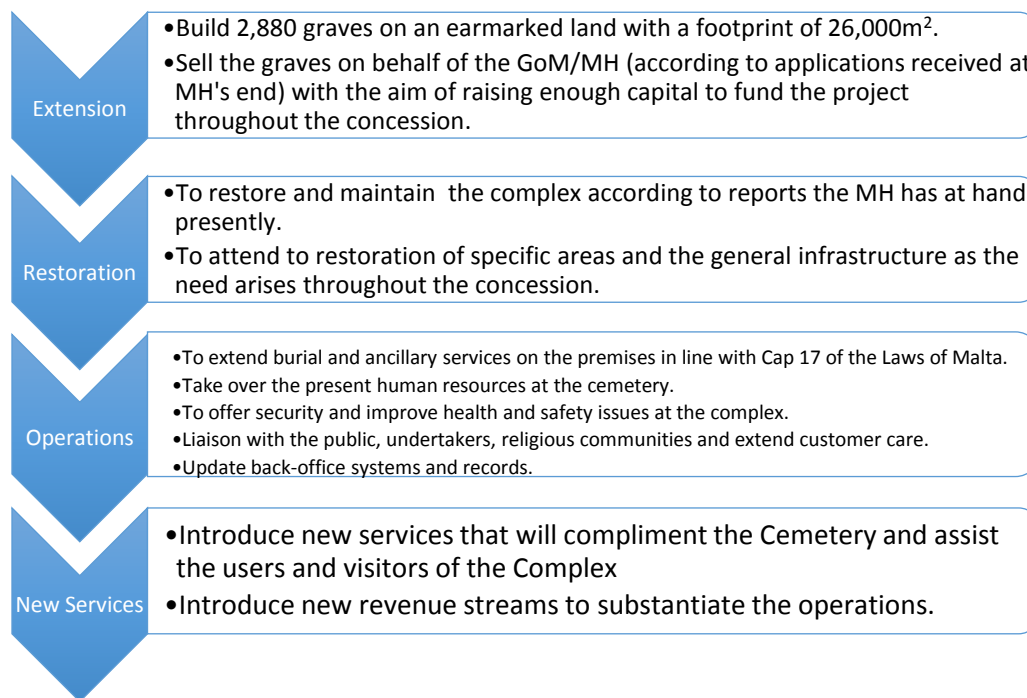 Extension
•Build 2,880 graves on an earmarked land with a footprint of 26,000m².
•Sell the graves on behalf of the GoM/MH (according to applications received at
MH's end) with the aim of raising enough capital to fund the project
throughout the concession.
Restoration
•To restore and maintain the complex according to reports the MH has at hand
presently.
•To attend to restoration of specific areas and the general infrastructure as the
need arises throughout the concession.
Operations
•To extend burial and ancillary services on the premises in line with Cap 17 of the Laws of Malta.
•Take over the present human resources at the cemetery.
•To offer security and improve health and safety issues at the complex.
•Liaison with the public, undertakers, religious communities and extend customer care.
•Update back-office systems and records.
New Services
•Introduce new services that will compliment the Cemetery and assist
the users and visitors of the Complex
•Introduce new revenue streams to substantiate the operations.